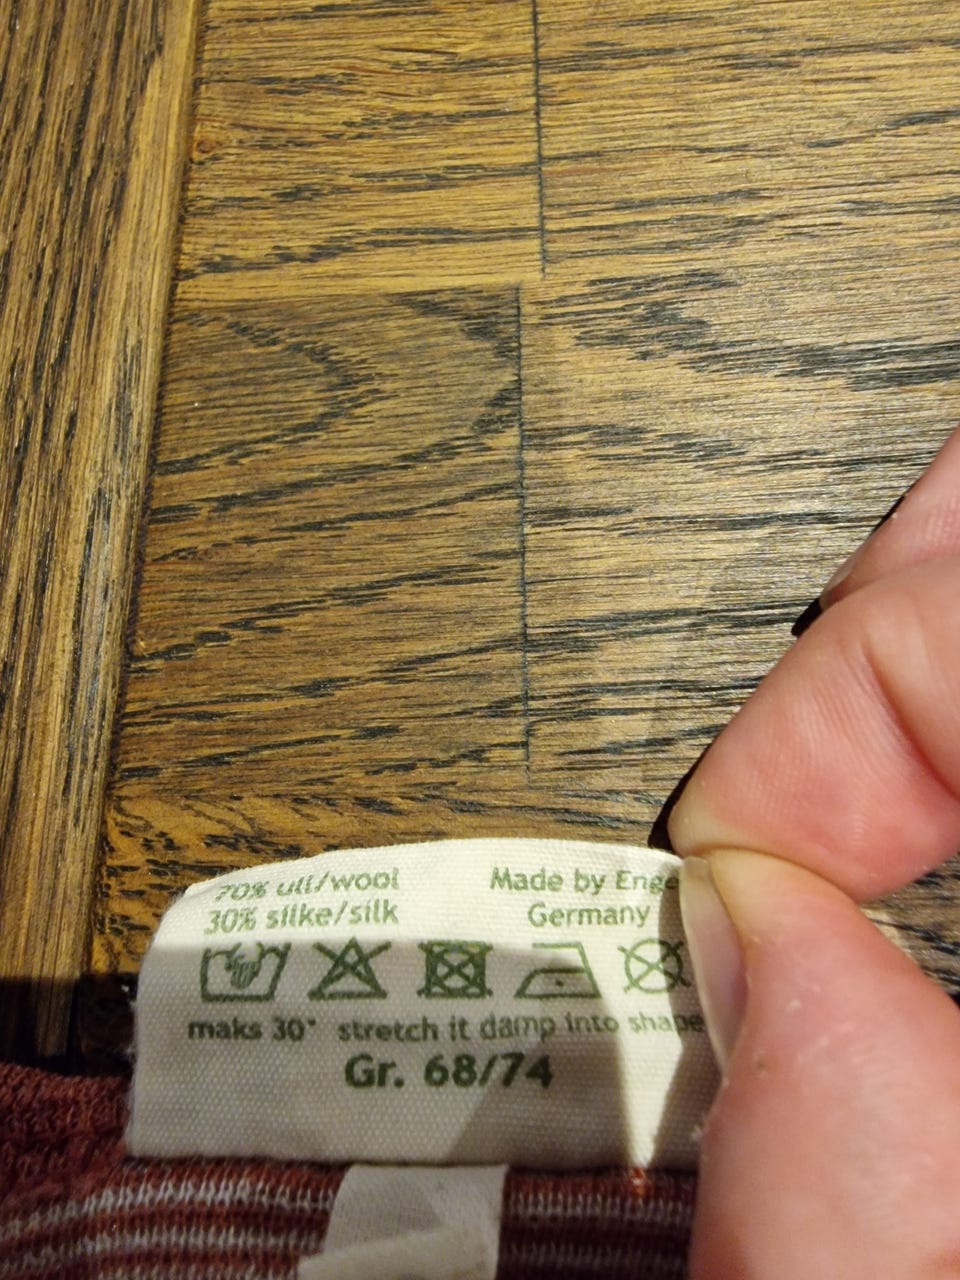 70% ull/wool
30% silke/silk
Made by Enge
Germany
maks 30° stretch it damp into shape
Gr. 68/74